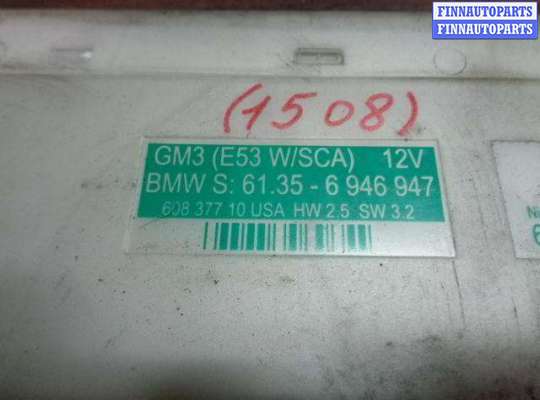 FINNAUTOPARTS
FINNAUTOPARTS
(1508)
GM3 (E53 W/SCA) 12V
BMW S: 61.35 - 6 946 947
608 377 10 USA HW 2.5 SW 3.2